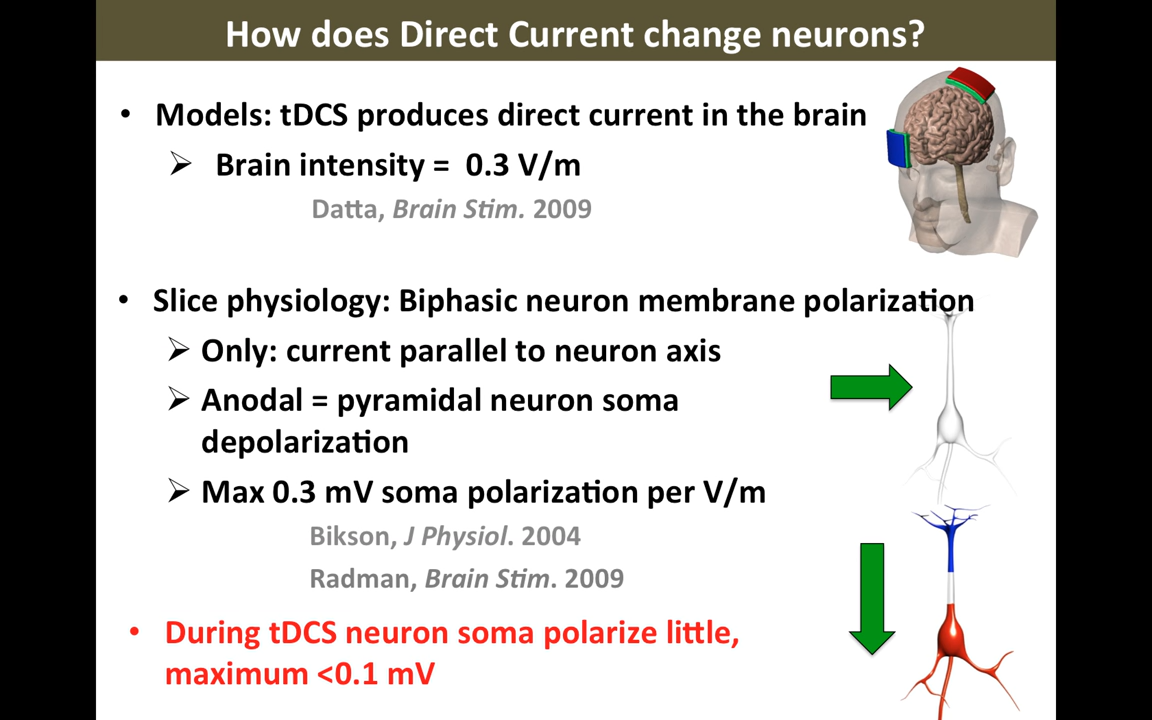 How does Direct Current change neurons?
• Models: tDCS produces direct current in the brain
➢ Brain intensity = 0.3 V/m
Datta, Brain Stim. 2009
• Slice physiology: Biphasic neuron membrane polarization
➢ Only: current parallel to neuron axis
➢ Anodal = pyramidal neuron soma
depolarization
➢ Max 0.3 mV soma polarization per V/m
Bikson, J Physiol. 2004
Radman, Brain Stim. 2009
• During tDCS neuron soma polarize little,
maximum <0.1 mV